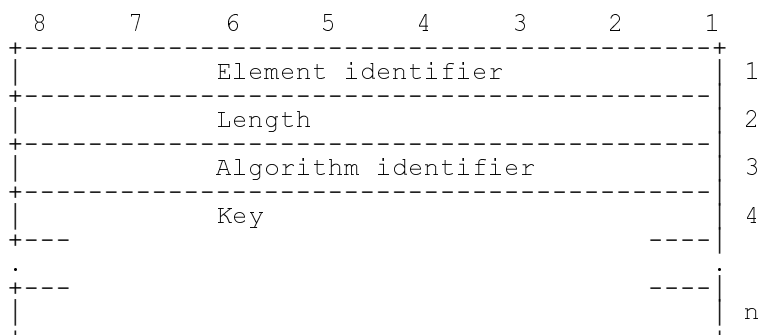 8 7 6 5 4 3 2 1
Element identifier 1
Length 2
Algorithm identifier 3
Key 4
n